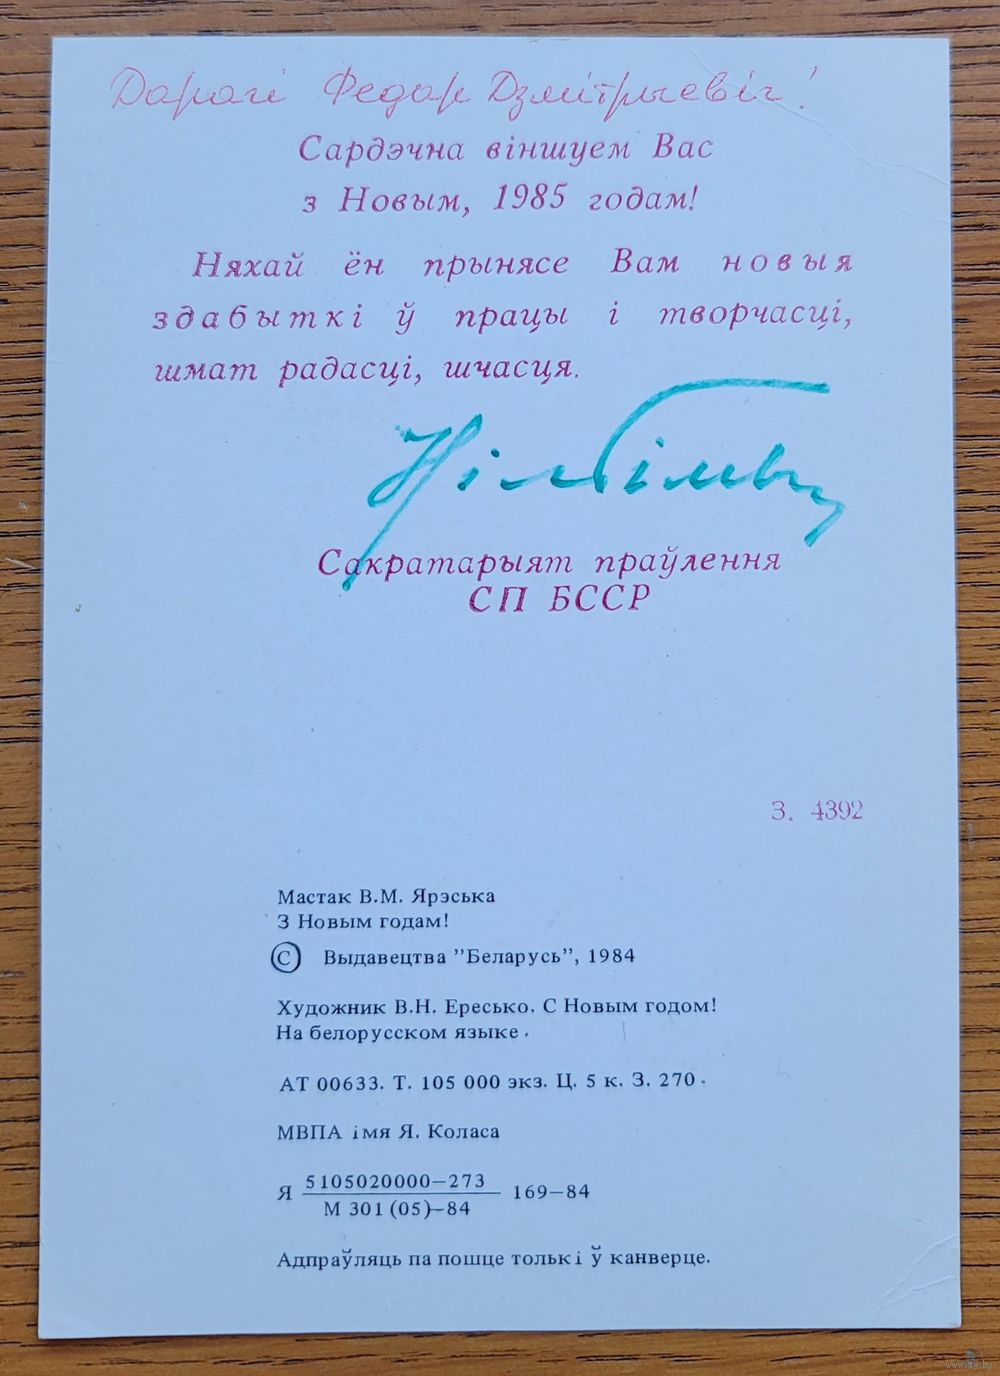 Дарагі Федар Дзмітрыевіч!
Сардэчна віншуем Вас
з Новым, 1985 годам!
Няхай ён прынясе Вам новыя
здабыткі ў працы і творчасці,
шмат радасці, шчасця.
Сакратарыят праўлення
СП БССР
З. 4392
Мастак В.М. Ярэська
З Новым годам!
© Выдавецтва ”Беларусь”, 1984
Художник В.Н. Ересько. С Новым годом!
На белорусском языке.
АТ 00633. Т. 105 000 экз. Ц. 5 к. З. 270.
МВПА імя Я. Коласа
Я 5105020000—273 169—84
М 301 (05)—84
Адпраўляць па пошце толькі ў канверце.